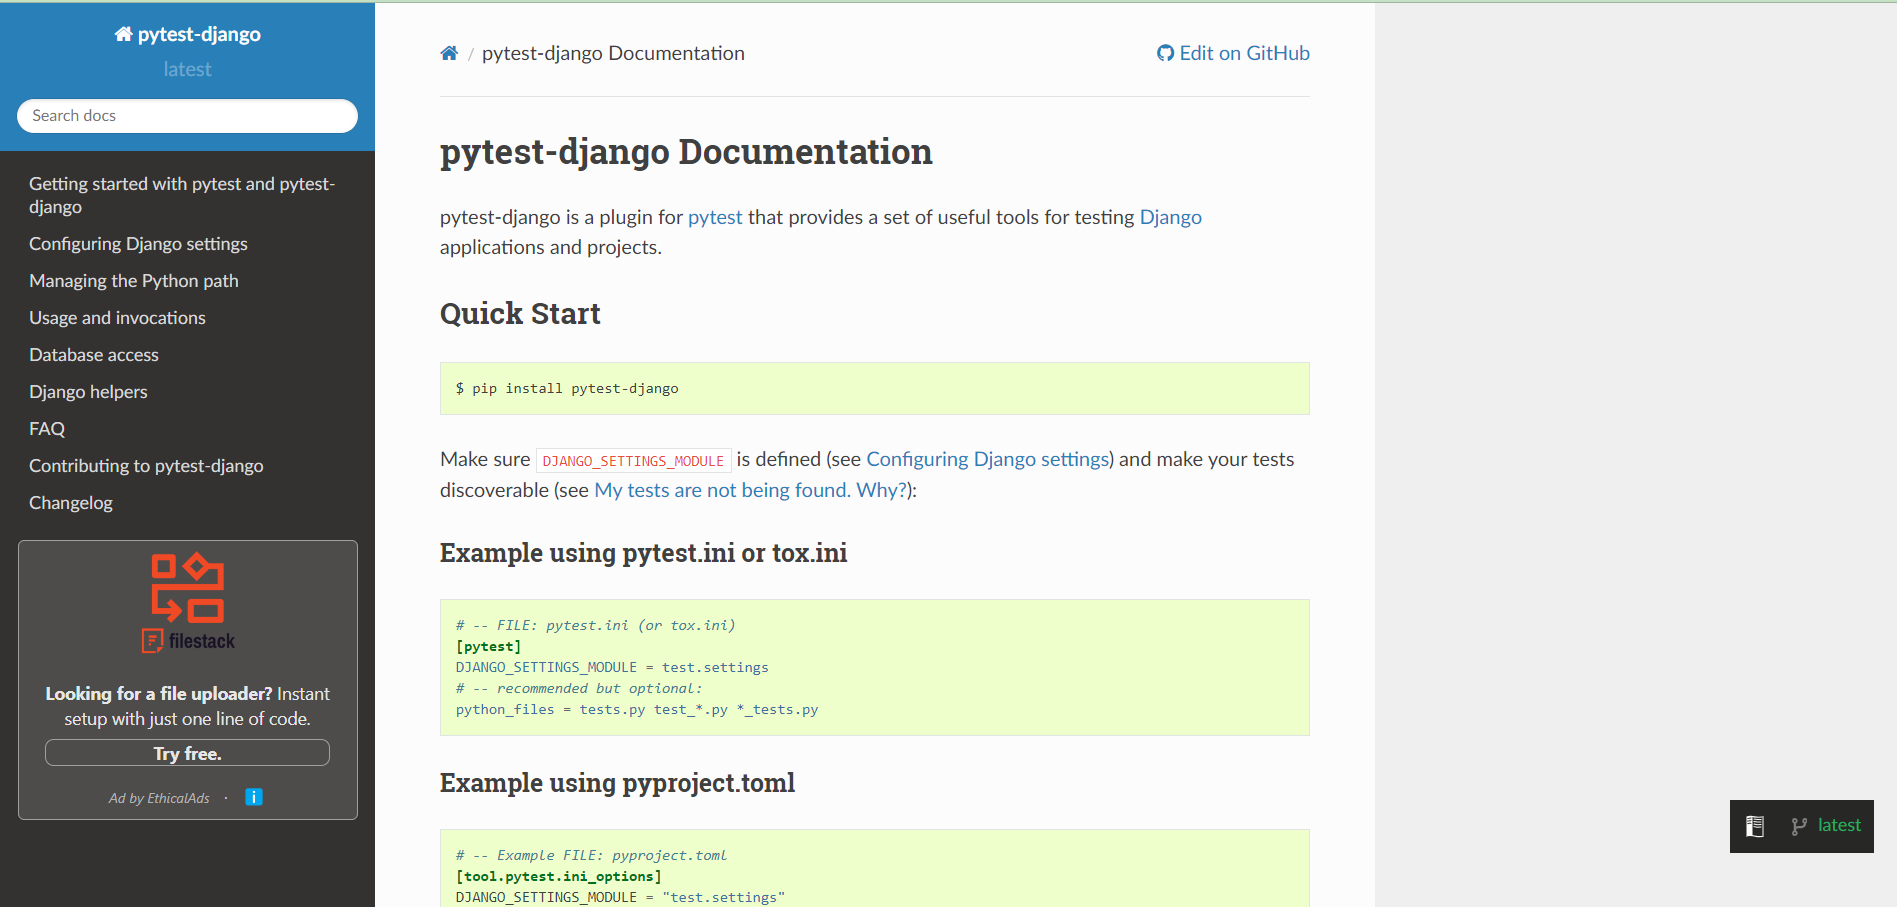 pytest-django
latest
Search docs
Getting started with pytest and pytest-
django
Configuring Django settings
Managing the Python path
Usage and invocations
Database access
Django helpers
FAQ
Contributing to pytest-django
Changelog
filestack
Looking for a file uploader? Instant
setup with just one line of code.
Try free.
Ad by EthicalAds · i
/ pytest-django Documentation
Edit on GitHub
pytest-django Documentation
pytest-django is a plugin for pytest that provides a set of useful tools for testing Django
applications and projects.
Quick Start
$ pip install pytest-django
Make sure DJANGO_SETTINGS_MODULE is defined (see Configuring Django settings) and make your tests
discoverable (see My tests are not being found. Why?):
Example using pytest.ini or tox.ini
# -- FILE: pytest.ini (or tox.ini)
[pytest]
DJANGO_SETTINGS_MODULE = test.settings
# -- recommended but optional:
python_files = tests.py test_*.py *_tests.py
Example using pyproject.toml
# -- Example FILE: pyproject.toml
[tool.pytest.ini_options]
DJANGO_SETTINGS_MODULE = "test.settings"
latest